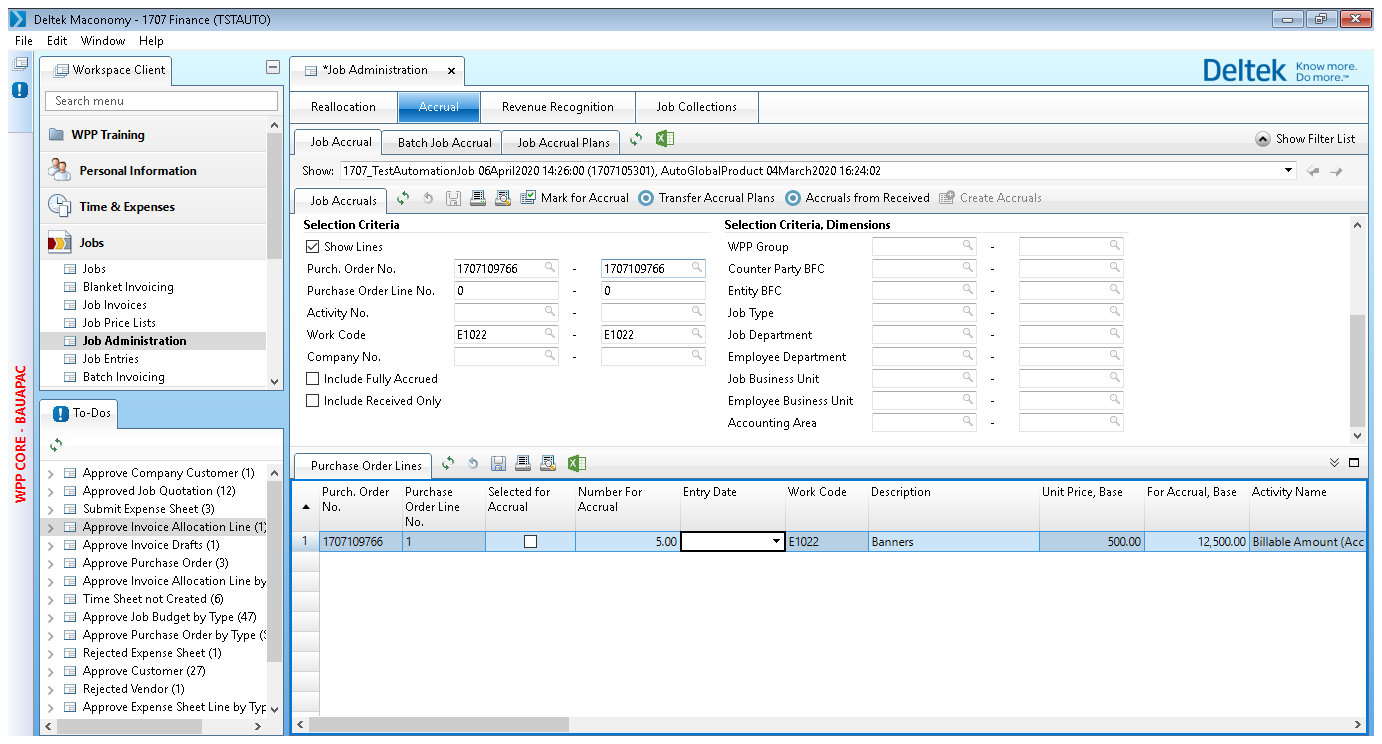 Deltek Maconomy - 1707 Finance (TSTAUTO)
File Edit Window Help
WPP CORE - BAUAPAC
Workspace Client
Search menu
WPP Training
Personal Information
Time & Expenses
Jobs
Jobs
Blanket Invoicing
Job Invoices
Job Price Lists
Job Administration
Job Entries
Batch Invoicing
To-Dos
Approve Company Customer (1)
Approved Job Quotation (12)
Submit Expense Sheet (3)
Approve Invoice Allocation Line (1)
Approve Invoice Drafts (1)
Approve Purchase Order (3)
Approve Invoice Allocation Line by
Time Sheet not Created (6)
Approve Job Budget by Type (47)
Approve Purchase Order by Type (
Rejected Expense Sheet (1)
Approve Customer (27)
Rejected Vendor (1)
Approve Expense Sheet Line by Typ
*Job Administration
Deltek Know more. Do more.™
Reallocation Accrual Revenue Recognition Job Collections
Job Accrual Batch Job Accrual Job Accrual Plans
Show Filter List
Show: 1707_TestAutomationJob 06April2020 14:26:00 (1707105301), AutoGlobalProduct 04March2020 16:24:02
Job Accruals Mark for Accrual Transfer Accrual Plans Accruals from Received Create Accruals
Selection Criteria
Show Lines
Purch. Order No. 1707109766 - 1707109766
Purchase Order Line No. 0 - 0
Activity No. -
Work Code E1022 - E1022
Company No. -
Include Fully Accrued
Include Received Only
Selection Criteria, Dimensions
WPP Group -
Counter Party BFC -
Entity BFC -
Job Type -
Job Department -
Employee Department -
Job Business Unit -
Employee Business Unit -
Accounting Area -
Purchase Order Lines
Purch. Order No. Purchase Order Line No. Selected for Accrual Number For Accrual Entry Date Work Code Description Unit Price, Base For Accrual, Base Activity Name
1 1707109766 1 5.00 E1022 Banners 500.00 12,500.00 Billable Amount (Acc